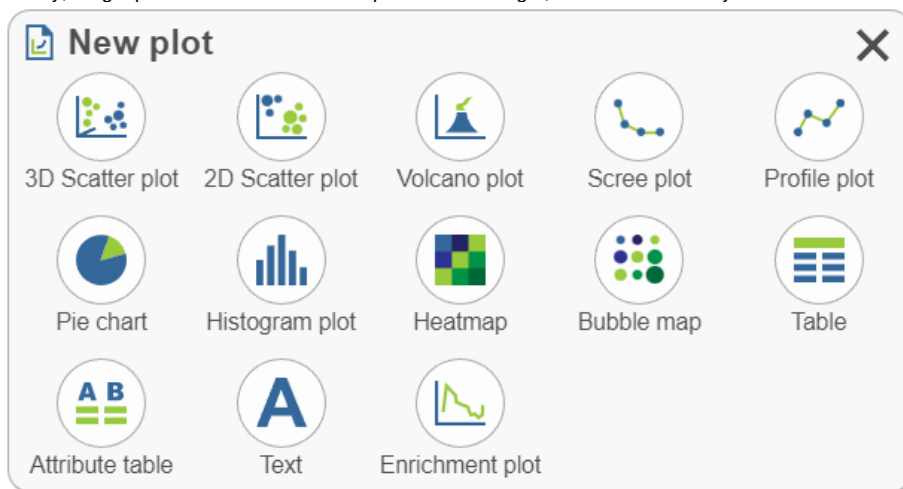 New plot
3D Scatter plot 2D Scatter plot Volcano plot Scree plot Profile plot
Pie chart Histogram plot Heatmap Bubble map Table
A B
A
Attribute table Text Enrichment plot